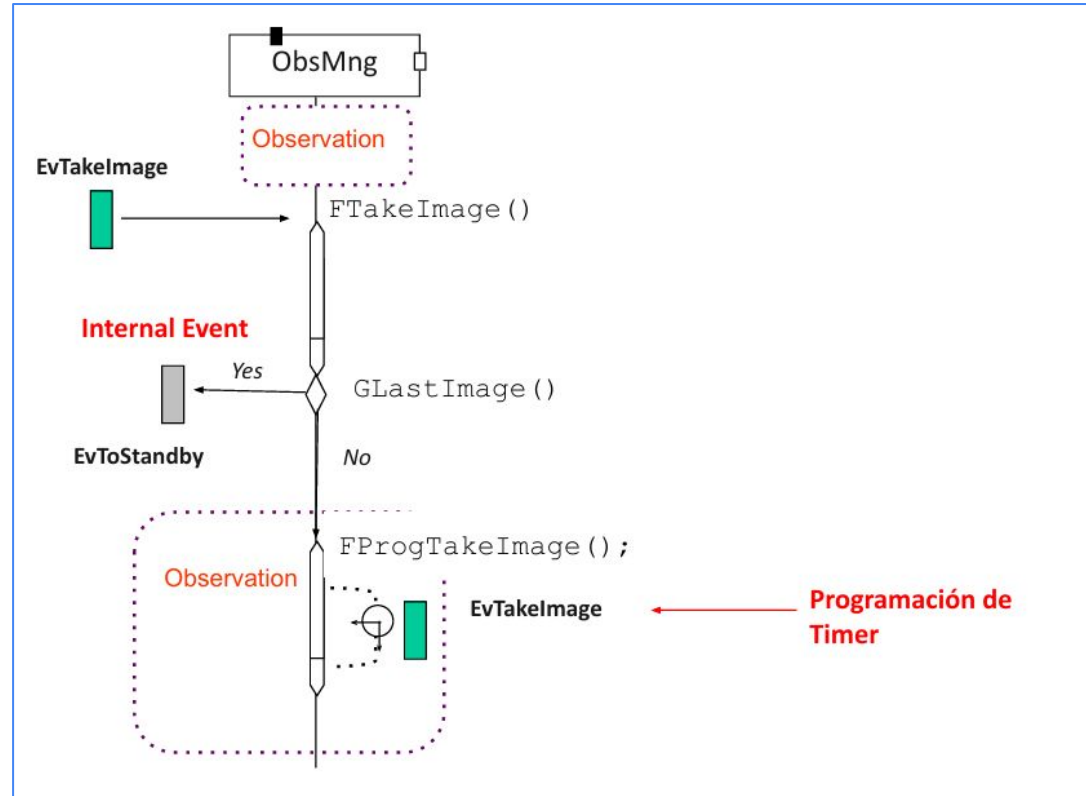 ObsMng
Observation
EvTakeImage
FTakeImage()
Internal Event
Yes
GLastImage()
EvToStandby
No
FProgTakeImage();
Observation
EvTakeImage
Programación de
Timer